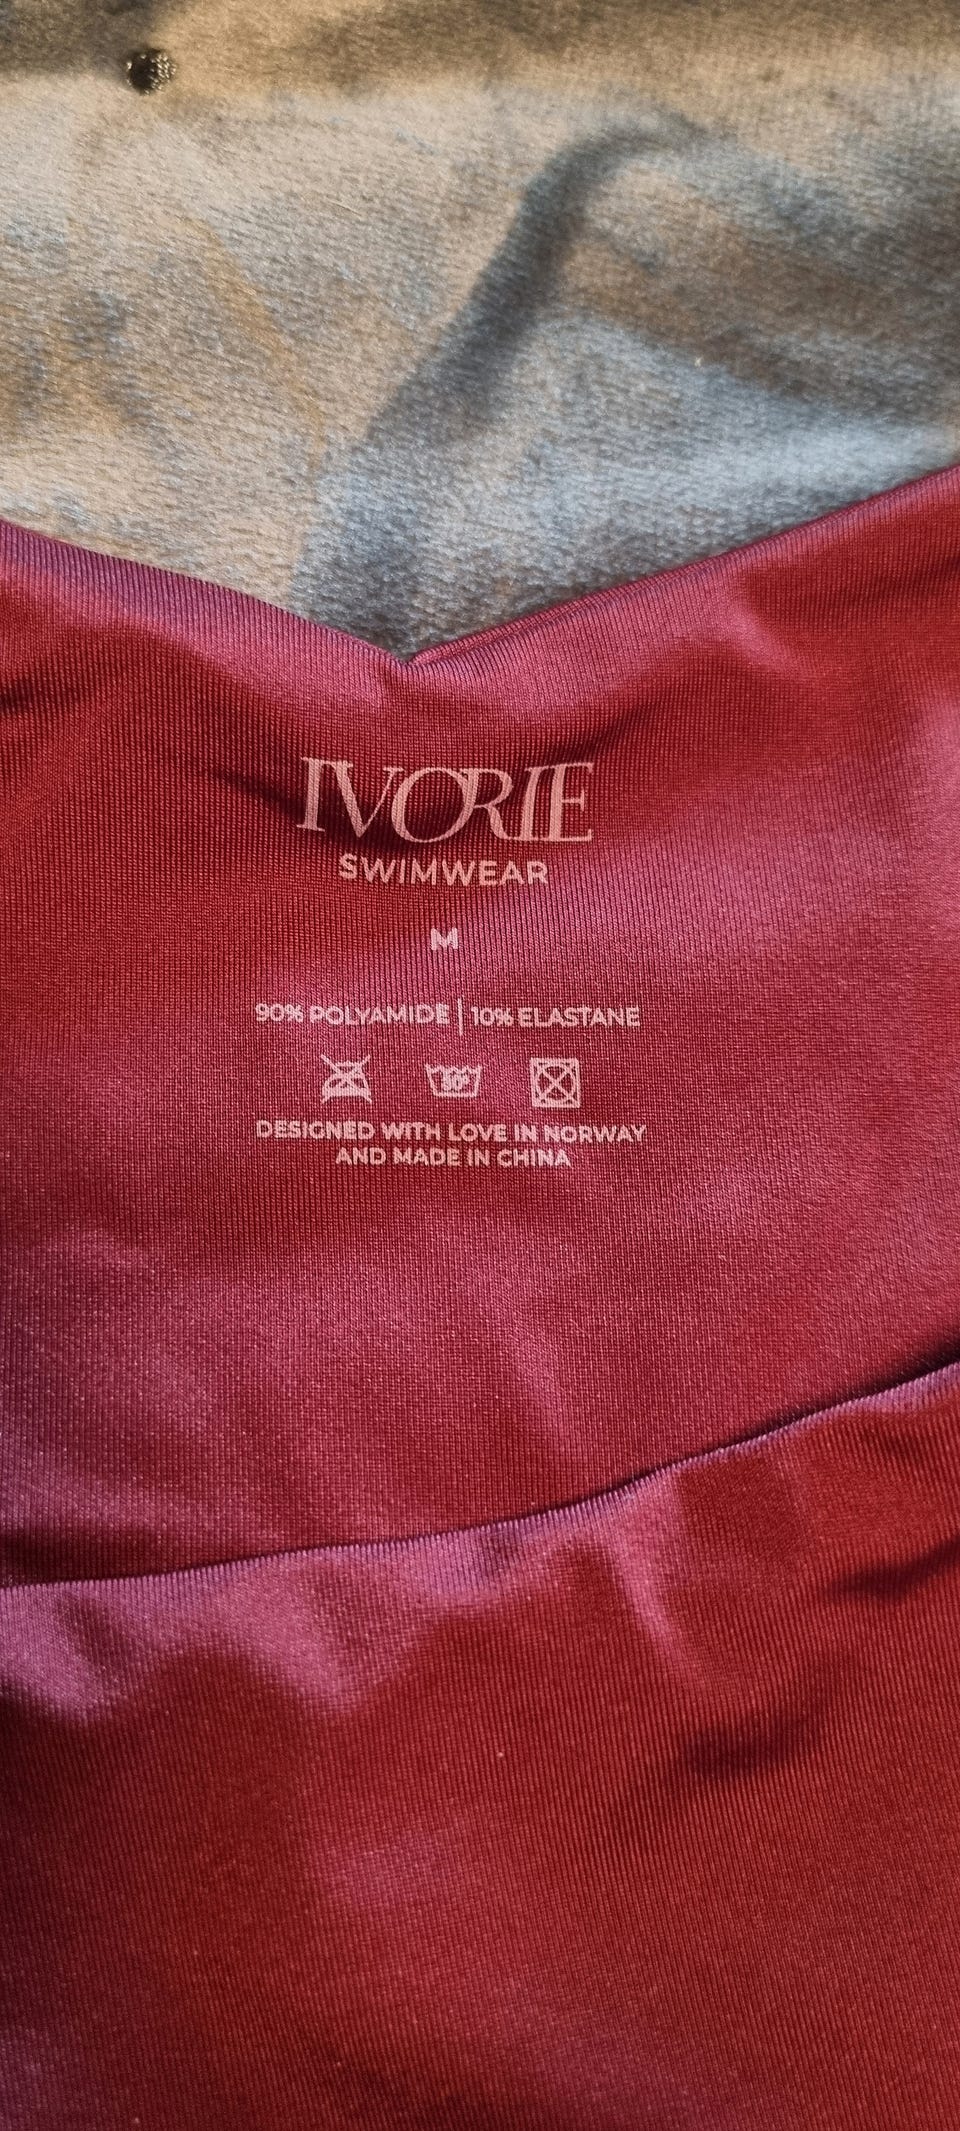 IVORIE
SWIMWEAR
M
90% POLYAMIDE | 10% ELASTANE
30°
DESIGNED WITH LOVE IN NORWAY
AND MADE IN CHINA